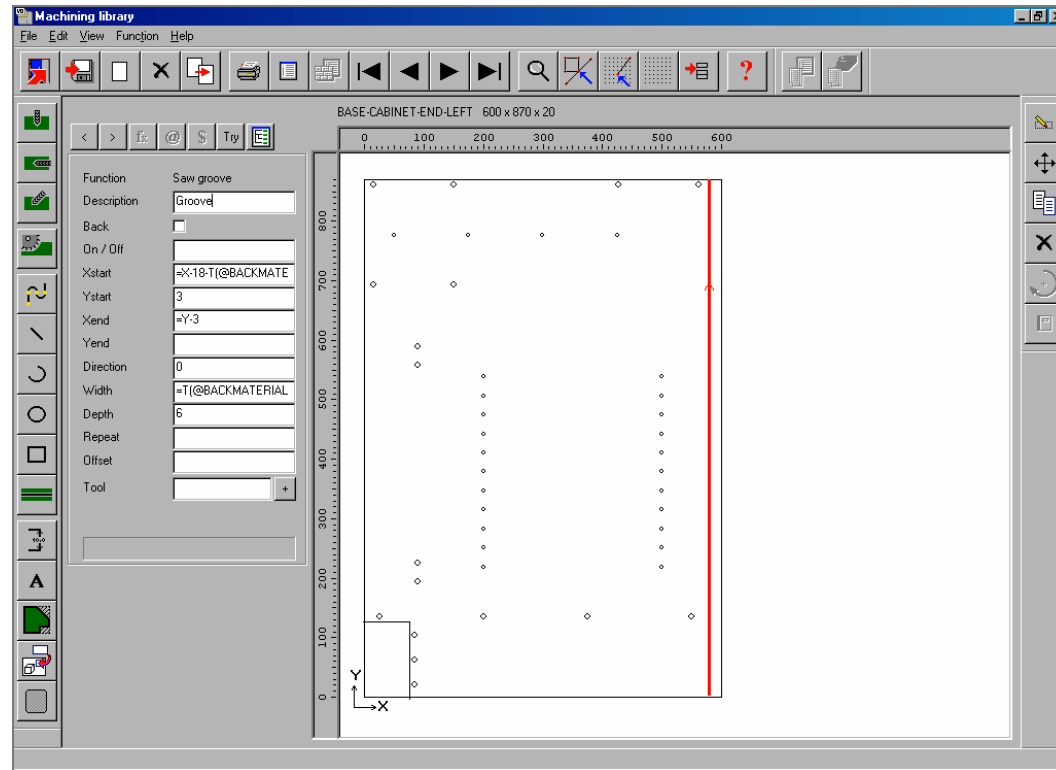 Machining library
File Edit View Function Help
BASE-CABINET-END-LEFT 600 x 870 x 20
< > fx @ $ Try
0 100 200 300 400 500 600
Function Saw groove
Description Groove
Back
On / Off
Xstart =X-18-T(@BACKMATE
Ystart 3
Xend =Y-3
Yend
Direction 0
Width =T(@BACKMATERIAL
Depth 6
Repeat
Offset
Tool +
800
700
600
500
400
300
200
100
0
Y
X
A
?